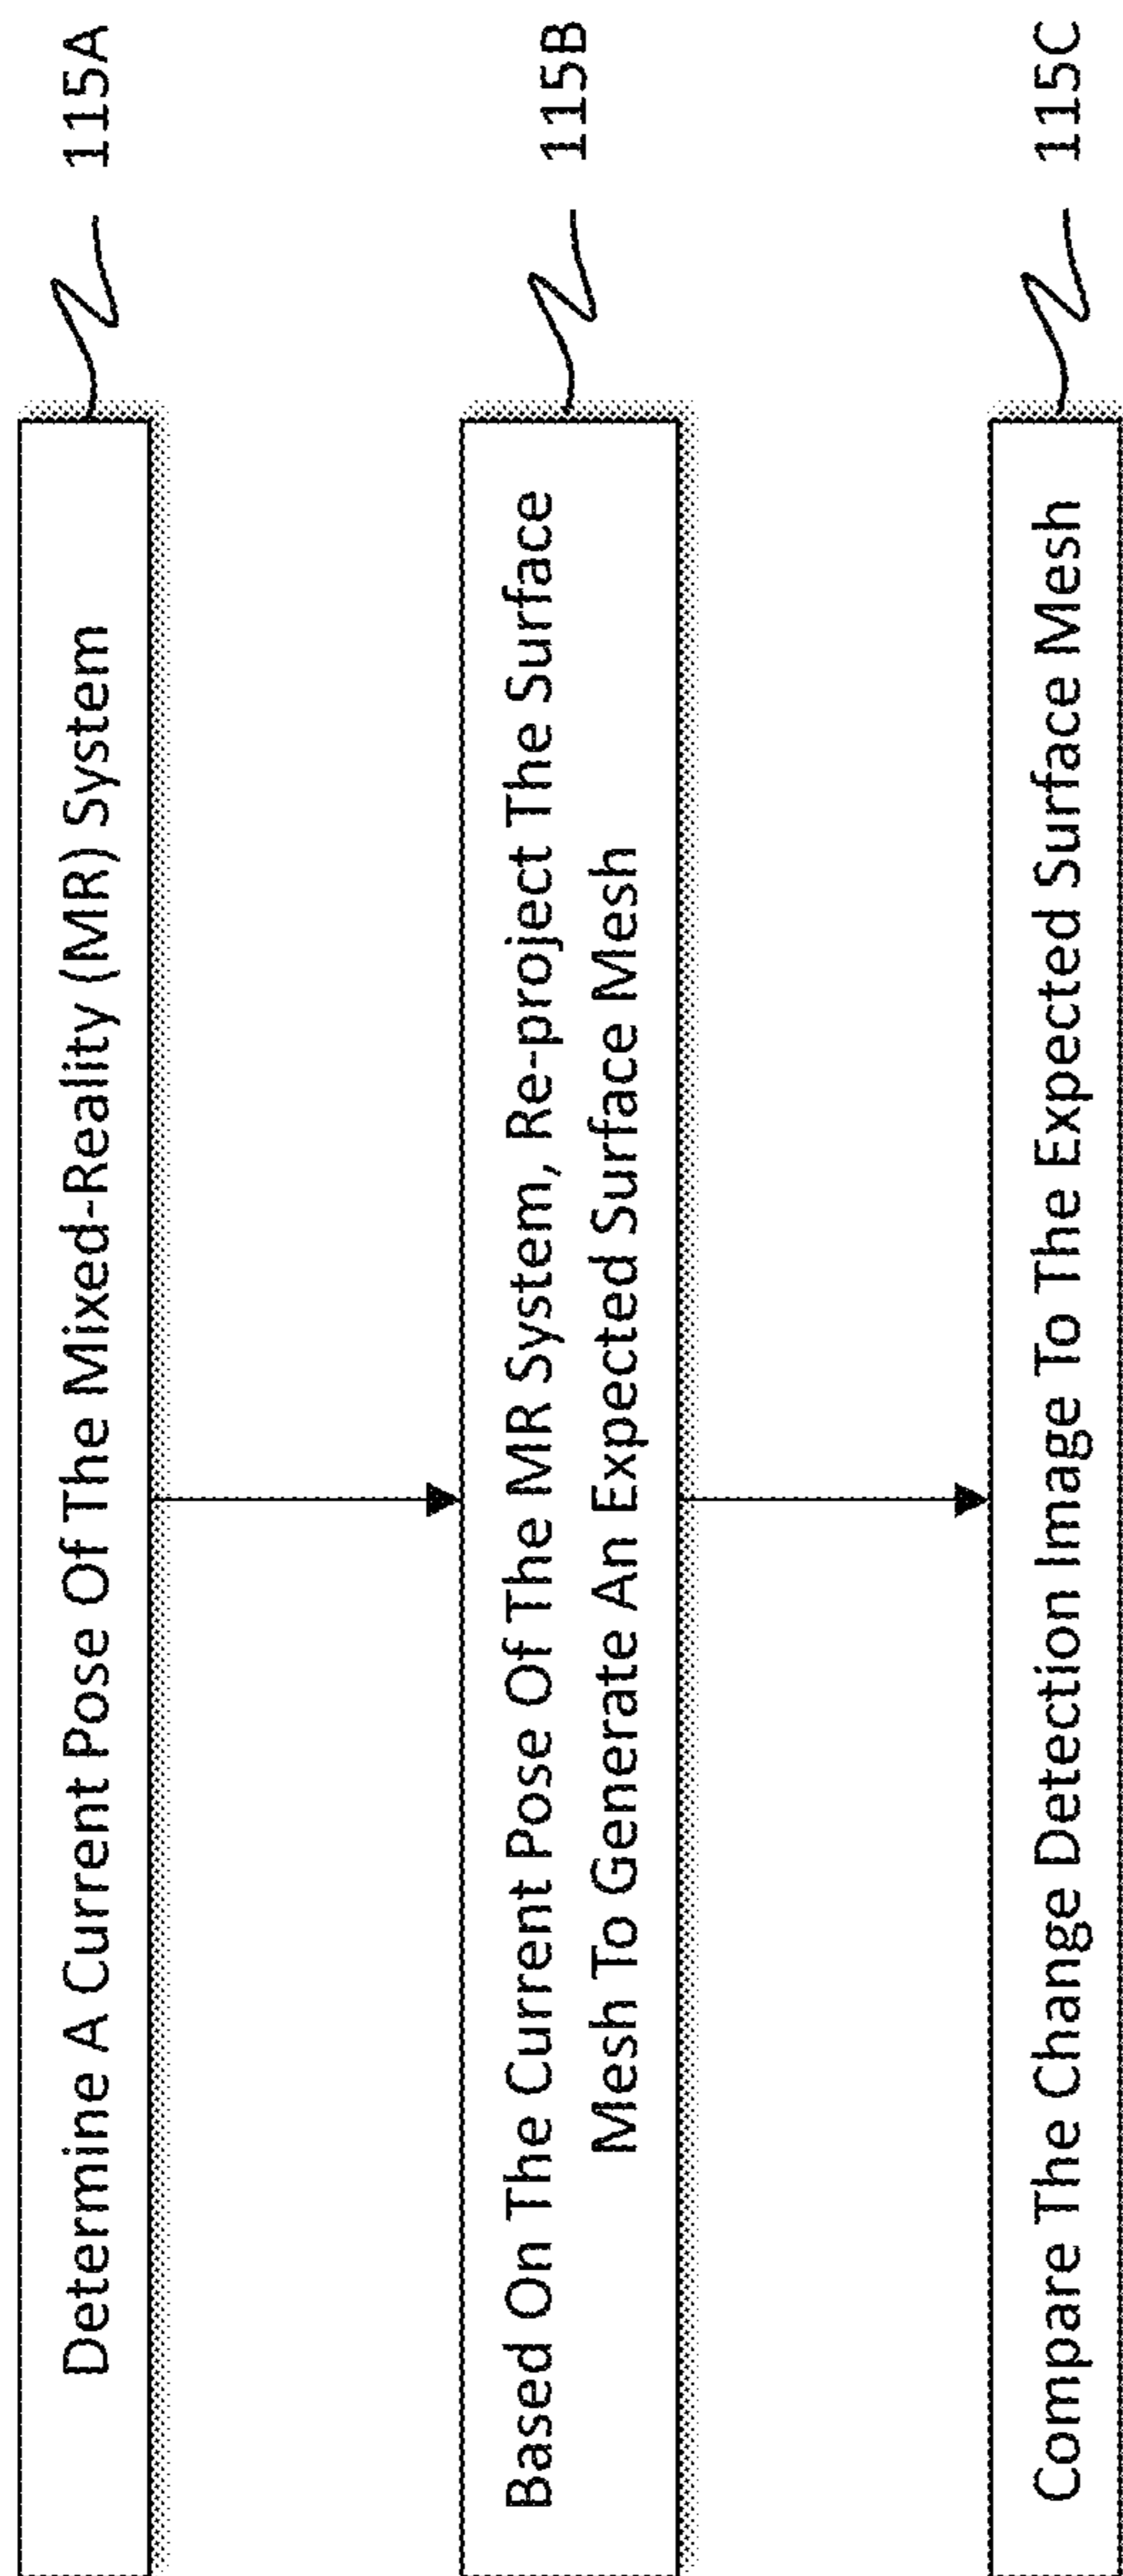 Determine A Current Pose Of The Mixed-Reality (MR) System
115A
Based On The Current Pose Of The MR System, Re-project The Surface
Mesh To Generate An Expected Surface Mesh
115B
Compare The Change Detection Image To The Expected Surface Mesh
115C